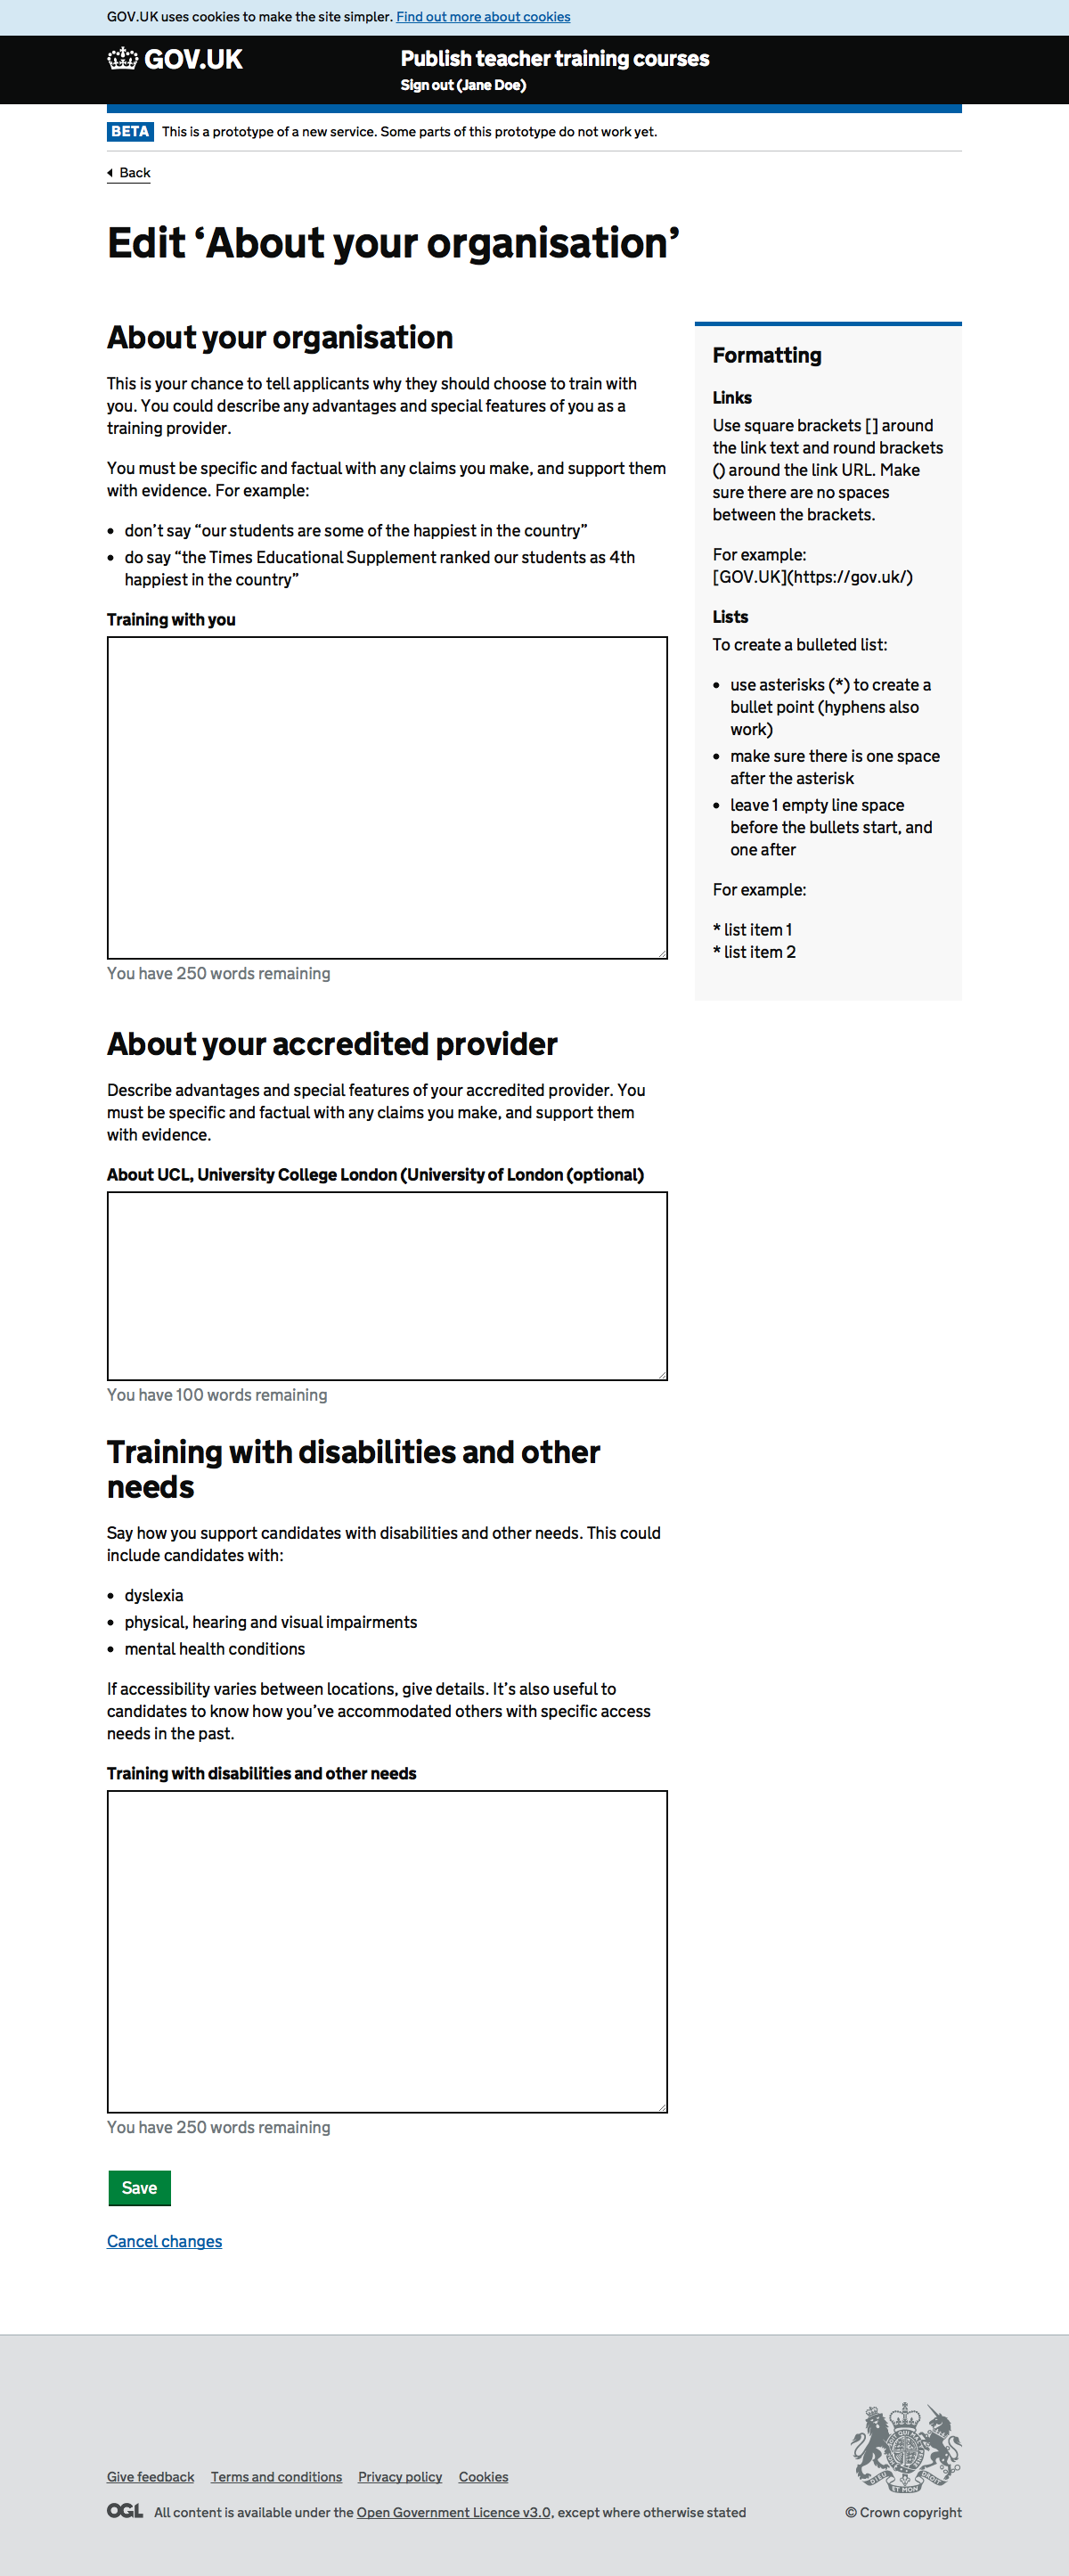 GOV.UK uses cookies to make the site simpler. Find out more about cookies
GOV.UK
Publish teacher training courses
Sign out (Jane Doe)
BETA This is a prototype of a new service. Some parts of this prototype do not work yet.
Back
Edit ‘About your organisation’
About your organisation
This is your chance to tell applicants why they should choose to train with
you. You could describe any advantages and special features of you as a
training provider.
You must be specific and factual with any claims you make, and support them
with evidence. For example:
• don’t say “our students are some of the happiest in the country”
• do say “the Times Educational Supplement ranked our students as 4th
happiest in the country”
Training with you
You have 250 words remaining
Formatting
Links
Use square brackets [] around
the link text and round brackets
() around the link URL. Make
sure there are no spaces
between the brackets.
For example:
[GOV.UK](https://gov.uk/)
Lists
To create a bulleted list:
• use asterisks (*) to create a
bullet point (hyphens also
work)
• make sure there is one space
after the asterisk
• leave 1 empty line space
before the bullets start, and
one after
For example:
* list item 1
* list item 2
About your accredited provider
Describe advantages and special features of your accredited provider. You
must be specific and factual with any claims you make, and support them
with evidence.
About UCL, University College London (University of London (optional)
You have 100 words remaining
Training with disabilities and other
needs
Say how you support candidates with disabilities and other needs. This could
include candidates with:
• dyslexia
• physical, hearing and visual impairments
• mental health conditions
If accessibility varies between locations, give details. It’s also useful to
candidates to know how you’ve accommodated others with specific access
needs in the past.
Training with disabilities and other needs
You have 250 words remaining
Save
Cancel changes
Give feedback Terms and conditions Privacy policy Cookies
OGL All content is available under the Open Government Licence v3.0, except where otherwise stated
DIEU ET MON DROIT
© Crown copyright